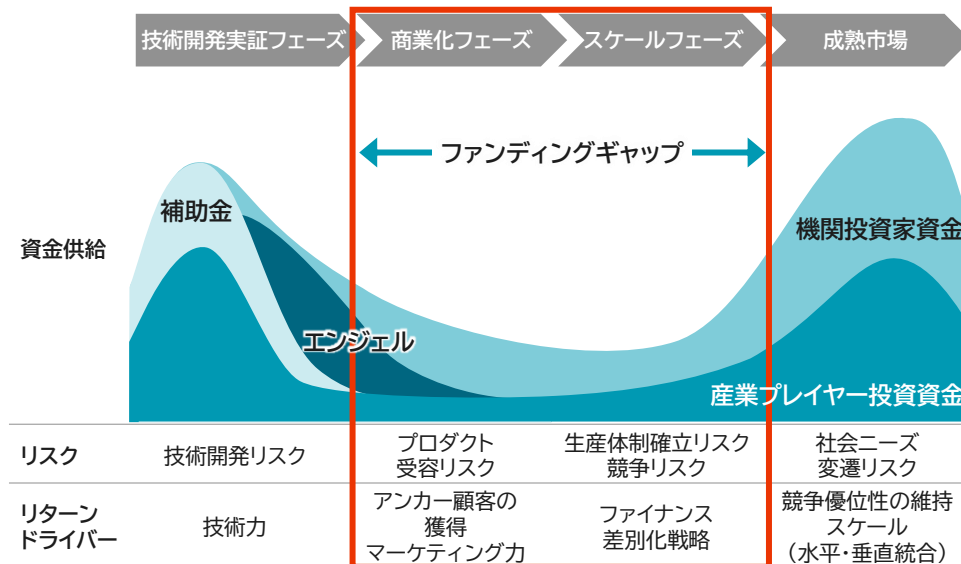 技術開発実証フェーズ
商業化フェーズ
スケールフェーズ
成熟市場
ファンディングギャップ
資金供給
補助金
エンジェル
機関投資家資金
産業プレイヤー投資資金
リスク
技術開発リスク
プロダクト
受容リスク
生産体制確立リスク
競争リスク
社会ニーズ
変遷リスク
リターン
ドライバー
技術力
アンカー顧客の
獲得
マーケティング力
ファイナンス
差別化戦略
競争優位性の維持
スケール
（水平・垂直統合）